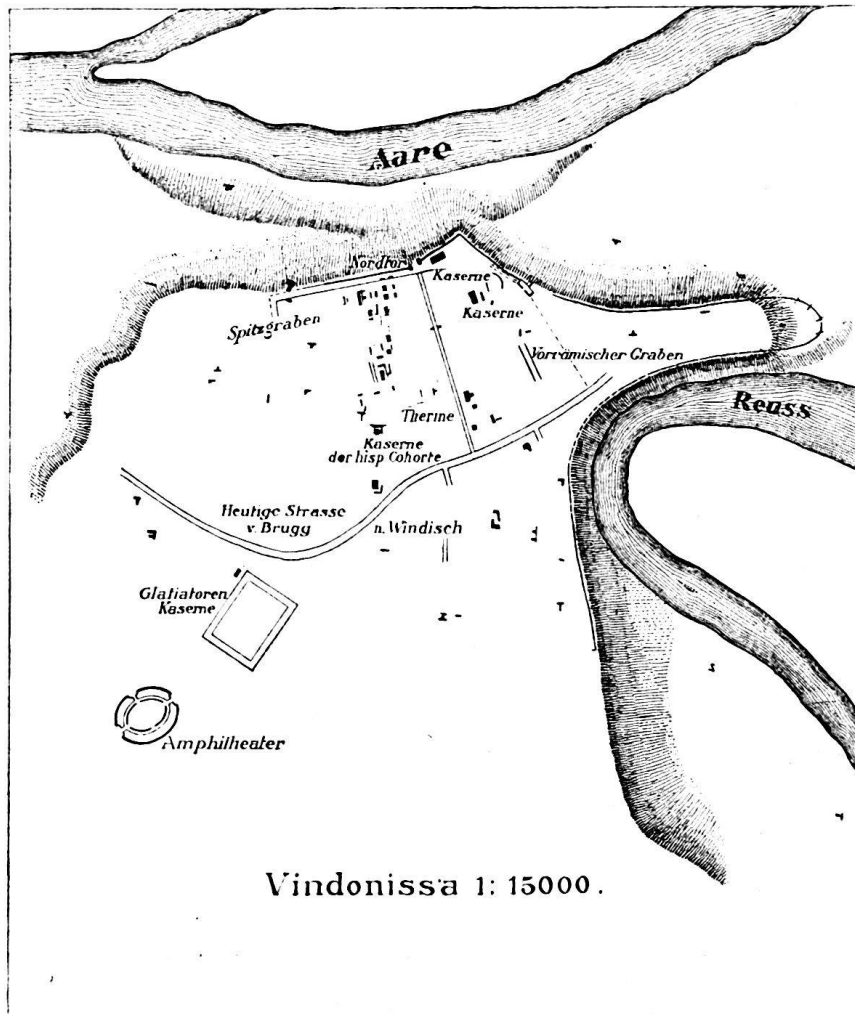 Aare
Nordtor
Kaserne
Kaserne
Spitzgraben
Vorrömischer Graben
Reuss
Therme
Kaserne
der hisp Cohorte
Heutige Strasse
v. Brugg
n. Windisch
Glatiatoren
Kaserne
Amphitheater
Vindonissa 1: 15000.